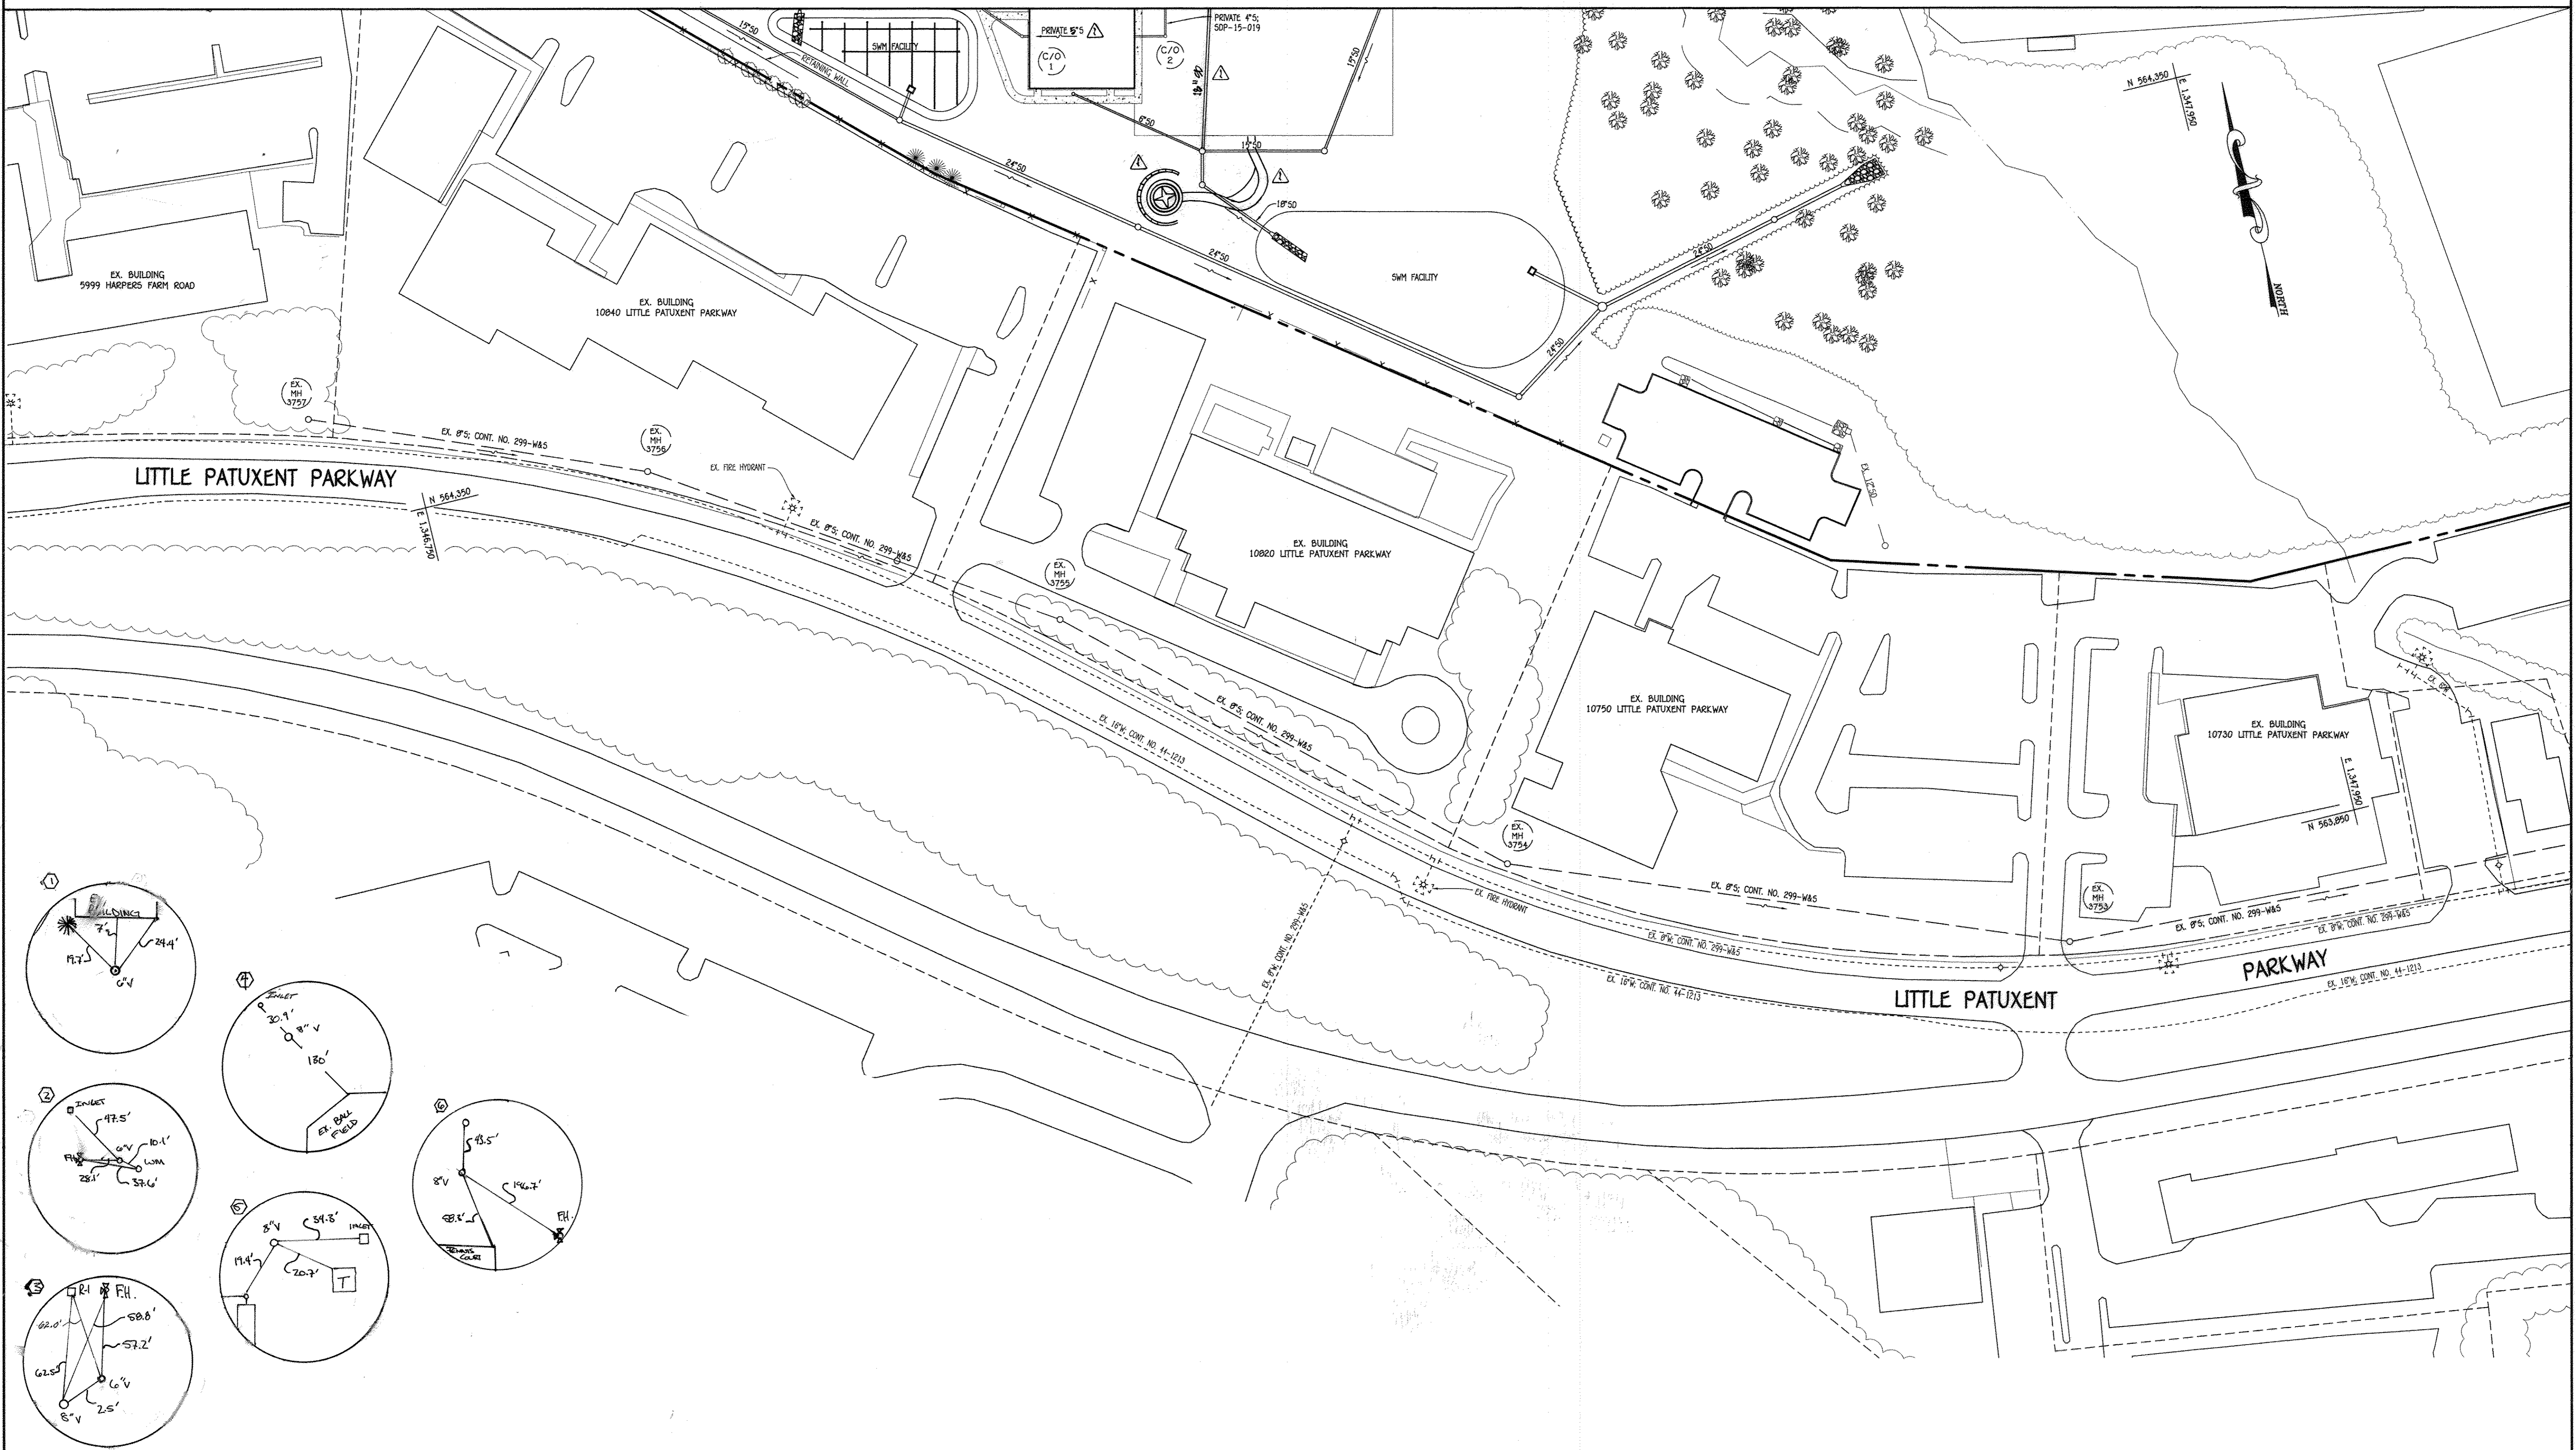 15"SD
SWM FACILITY
RETAINING WALL
PRIVATE 5"S
C/O
1
C/O
2
PRIVATE 4"S;
SDP-15-019
15"SD
6"SD
15"SD
18"SD
24"SD
24"SD
24"SD
24"SD
SWM FACILITY
N 564,350
E 1,347,950
NORTH
EX. BUILDING
5999 HARPERS FARM ROAD
EX. BUILDING
10840 LITTLE PATUXENT PARKWAY
EX.
MH
3757
EX. 8"S; CONT. NO. 299-W&S
EX.
MH
3756
EX. FIRE HYDRANT
LITTLE PATUXENT PARKWAY
N 564,350
E 1,346,750
EX. 8"S; CONT. NO. 299-W&S
EX.
MH
3755
EX. BUILDING
10820 LITTLE PATUXENT PARKWAY
EX. 12"SD
EX. 8"S; CONT. NO. 299-W&S
EX. 16"W; CONT. NO. 44-1213
EX. BUILDING
10750 LITTLE PATUXENT PARKWAY
EX. BUILDING
10730 LITTLE PATUXENT PARKWAY
E 1,347,950
N 563,850
EX.
MH
3754
EX. FIRE HYDRANT
EX. 8"S; CONT. NO. 299-W&S
EX.
MH
3753
EX. 8"S; CONT. NO. 299-W&S
EX. 8"W; CONT. NO. 299-W&S
EX. 8"W; CONT. NO. 299-W&S
EX. 8"W; CONT. NO. 299-W&S
EX. 16"W; CONT. NO. 44-1213
EX. 16"W; CONT. NO. 44-1213
LITTLE PATUXENT
PARKWAY
1
BUILDING
24.4'
19.7'
6"V
2
INLET
47.5'
6"V
10.1'
WM
F.H.
28.1'
37.6'
3
R-1
F.H.
62.0'
58.8'
57.2'
62.5'
6"V
2.5'
8"V
4
INLET
30.9'
8" V
130'
EX. BALL
FIELD
5
8"V
34.3'
INLET
19.4'
20.7'
T
6
43.5'
8"V
196.7'
F.H.
TENNIS
COURT